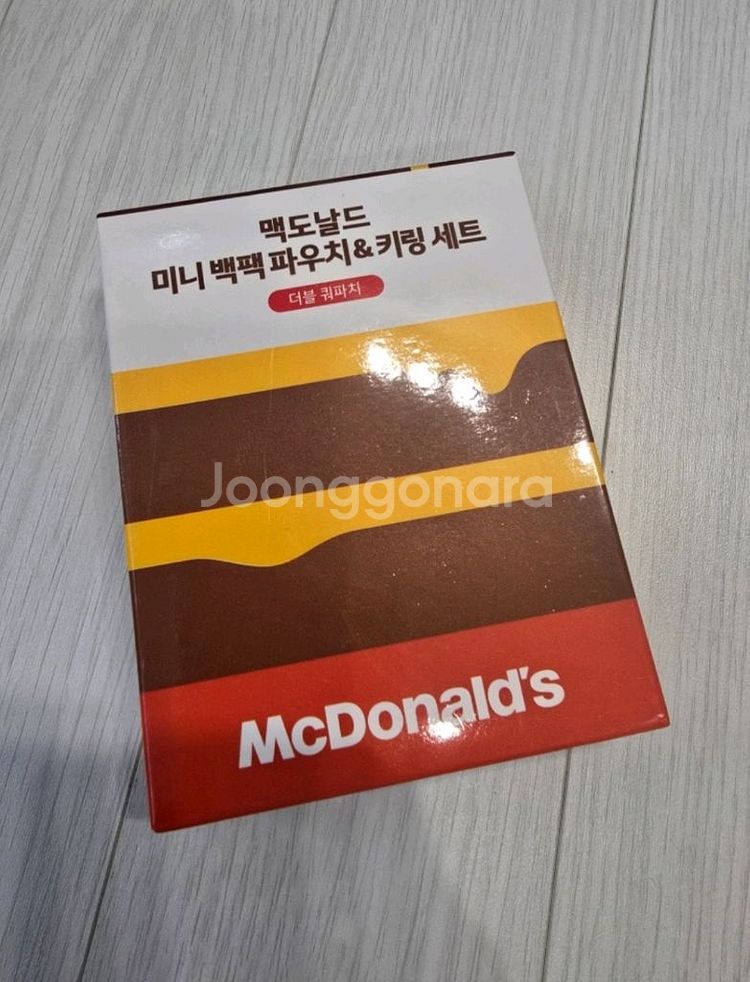 맥도날드
미니 백팩 파우치&키링 세트
더블 쿼파치
Joonggonara
McDonald's